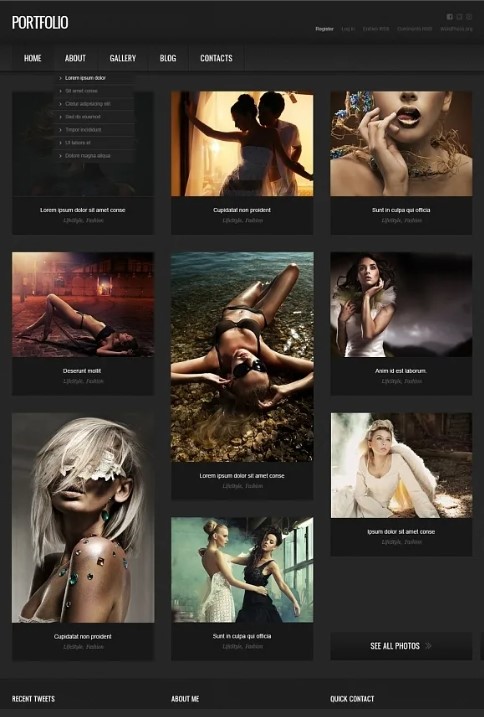 PORTFOLIO
Register Log in Entries RSS Comments RSS WordPress.org
HOME ABOUT GALLERY BLOG CONTACTS
Lorem ipsum dolor
Sit amet conse
Ctetur adipisicing elit
Sed do eiusmod
Tmpor incididunt
Ut labore et
Dolore magna aliqua
Lorem ipsum dolor sit amet conse
LifeStyle, Fashion
Cupidatat non proident
LifeStyle, Fashion
Sunt in culpa qui officia
LifeStyle, Fashion
Deserunt mollit
LifeStyle, Fashion
Anim id est laborum.
LifeStyle, Fashion
Lorem ipsum dolor sit amet conse
LifeStyle, Fashion
Ipsum dolor sit amet conse
LifeStyle, Fashion
Cupidatat non proident
LifeStyle, Fashion
Sunt in culpa qui officia
LifeStyle, Fashion
SEE ALL PHOTOS
RECENT TWEETS ABOUT ME QUICK CONTACT